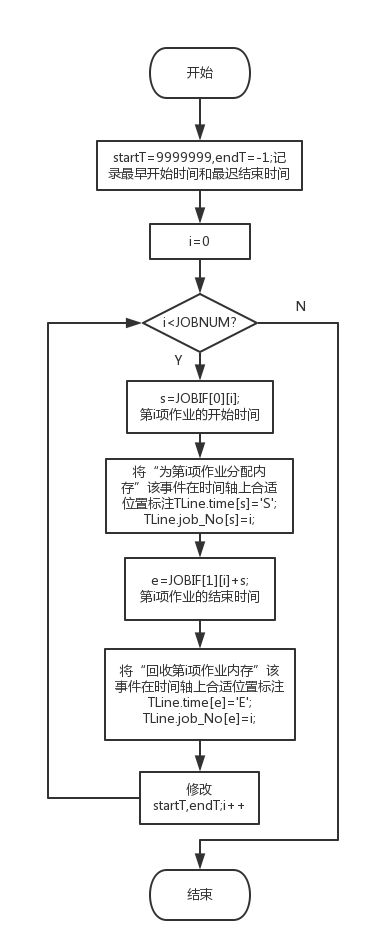 开始
startT=9999999,endT=-1;记
录最早开始时间和最迟结束时间
i=0
i<JOBNUM?
N
Y
s=JOBIF[0][i];
第i项作业的开始时间
将“为第i项作业分配内
存”该事件在时间轴上合适
位置标注TLine.time[s]='S';
TLine.job_No[s]=i;
e=JOBIF[1][i]+s;
第i项作业的结束时间
将“回收第i项作业内存”该
事件在时间轴上合适位置标注
TLine.time[e]='E';
TLine.job_No[e]=i;
修改
startT,endT;i++
结束